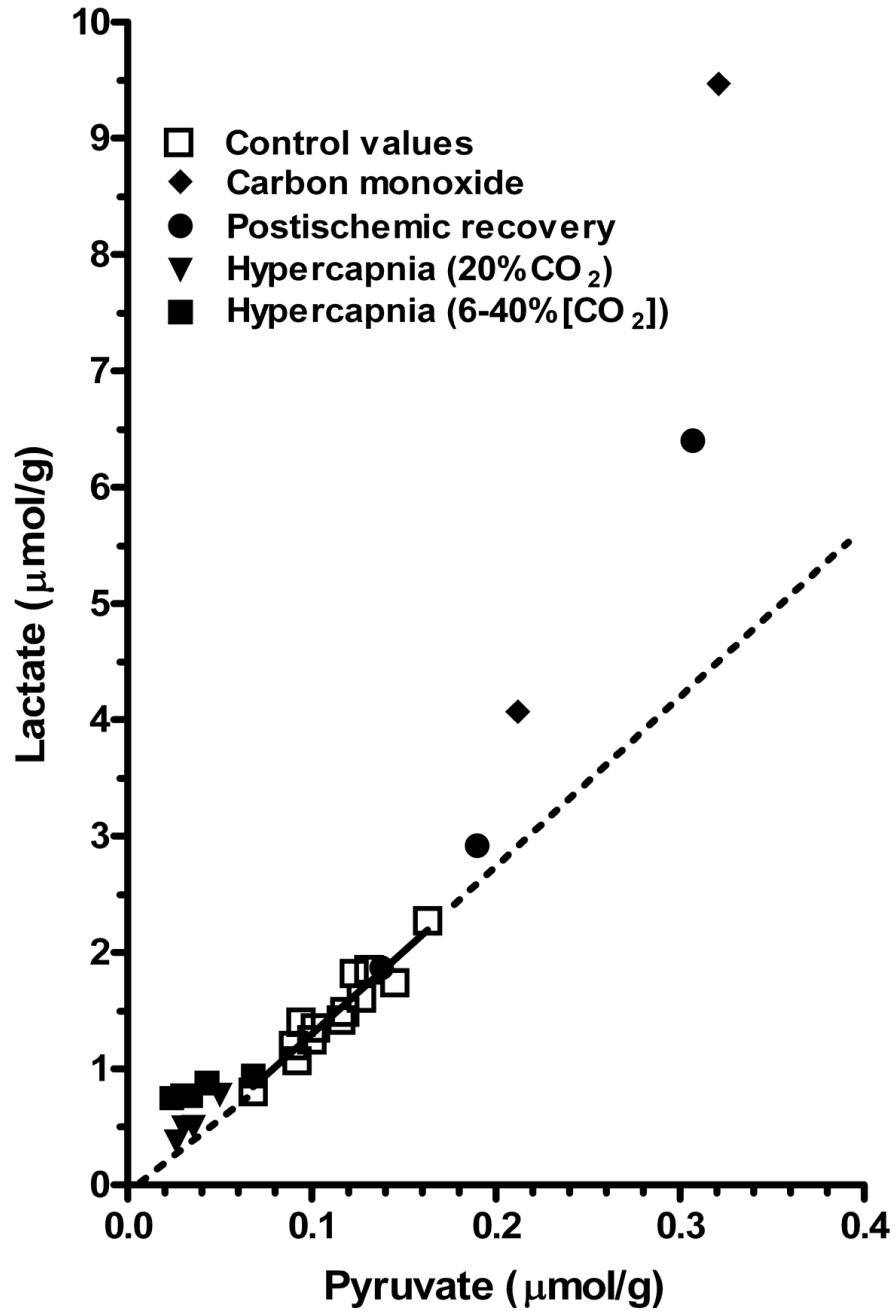 10
9
Control values
Carbon monoxide
8
Postischemic recovery
Hypercapnia (20%CO₂)
Hypercapnia (6-40%[CO₂])
7
6
5
4
3
2
1
0
Lactate (μmol/g)
0.0 0.1 0.2 0.3 0.4
Pyruvate (μmol/g)